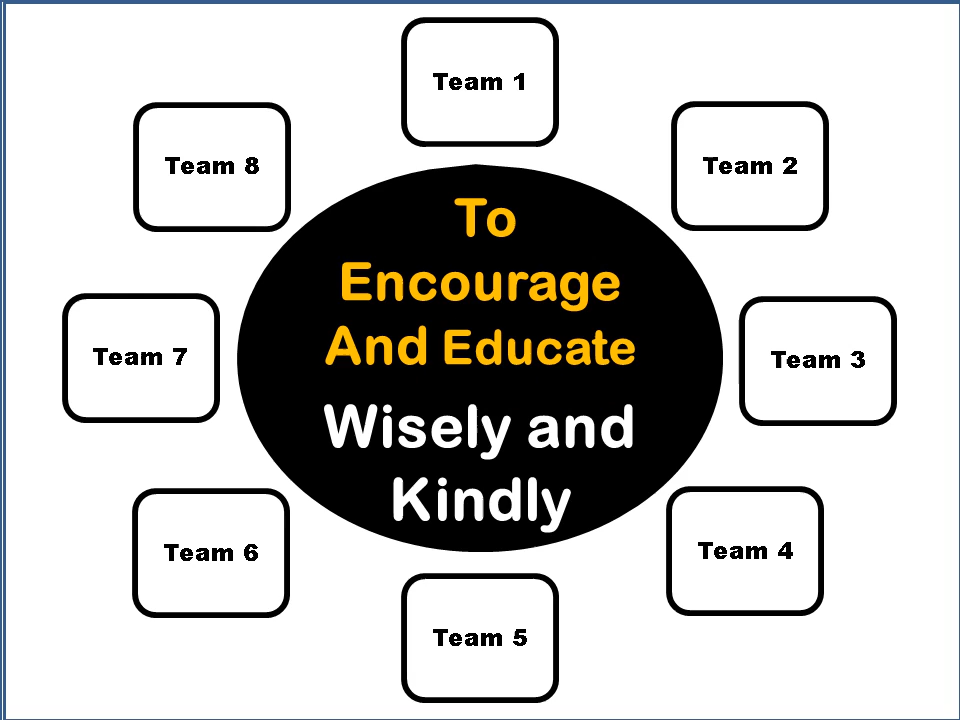 Team 1
Team 8
Team 2
To
Encourage
And Educate
Wisely and
Kindly
Team 7
Team 3
Team 6
Team 4
Team 5